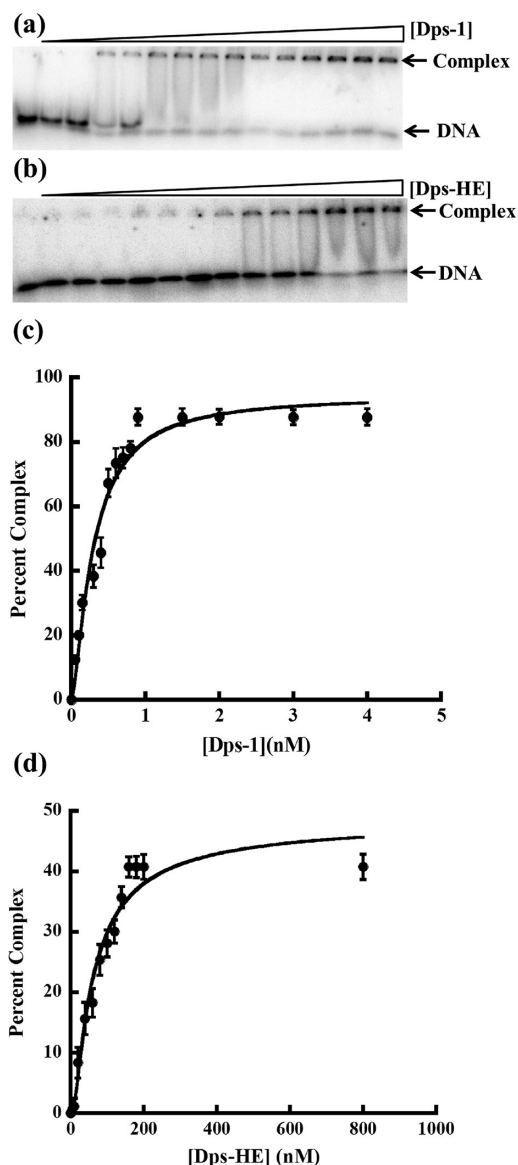 (a)
[Dps-1]
Complex
DNA
(b)
[Dps-HE]
Complex
DNA
(c)
100
80
60
40
20
0
Percent Complex
0 1 2 3 4 5
[Dps-1](nM)
(d)
50
40
30
20
10
0
Percent Complex
0 200 400 600 800 1000
[Dps-HE] (nM)